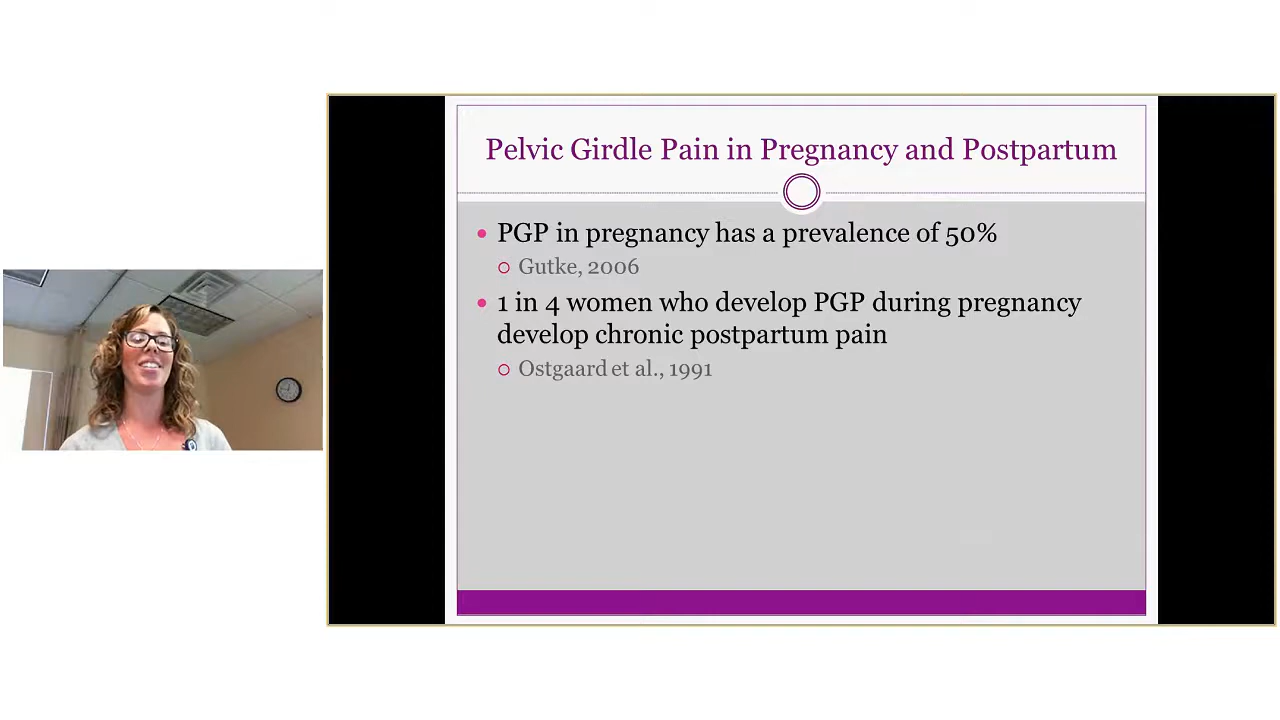 Pelvic Girdle Pain in Pregnancy and Postpartum
PGP in pregnancy has a prevalence of 50%
Gutke, 2006
1 in 4 women who develop PGP during pregnancy
develop chronic postpartum pain
Ostgaard et al., 1991